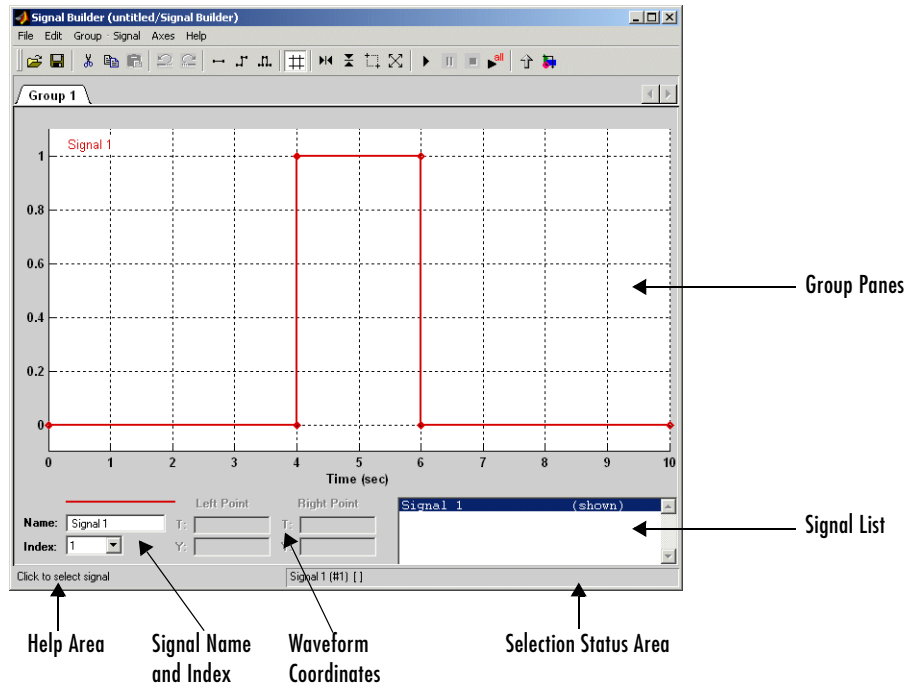 Signal Builder (untitled/Signal Builder)
File Edit Group Signal Axes Help
all
Group 1
Signal 1
1
0.8
0.6
0.4
0.2
0
0 1 2 3 4 5 6 7 8 9 10
Time (sec)
Group Panes
Left Point Right Point
Name: Signal 1 T: T:
Index: 1 Y:
Signal 1 (shown)
Signal List
Click to select signal
Signal 1 (#1) [ ]
Help Area
Signal Name
and Index
Waveform
Coordinates
Selection Status Area